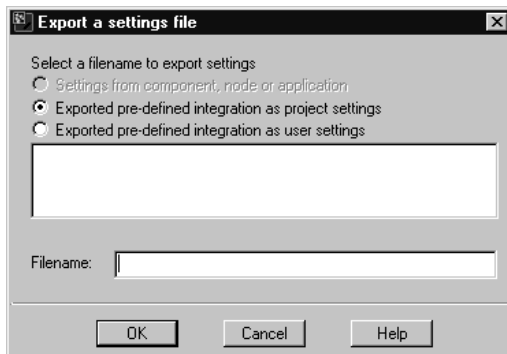 Export a settings file
Select a filename to export settings
Settings from component, node or application
Exported pre-defined integration as project settings
Exported pre-defined integration as user settings
Filename:
OK Cancel Help